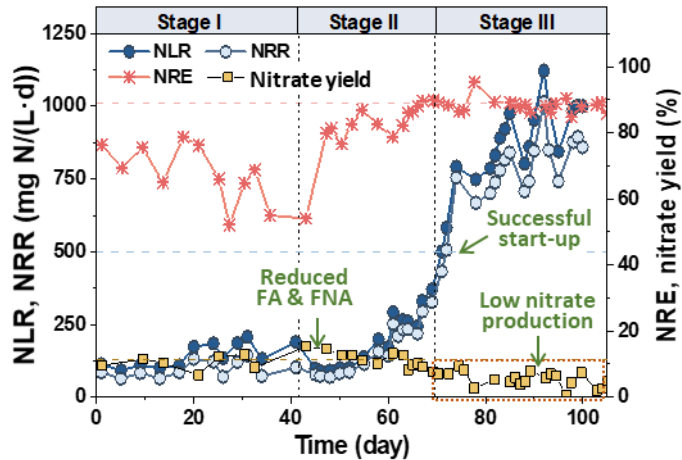 Stage I Stage II Stage III
NLR NRR
NRE Nitrate yield
Successful
start-up
Reduced
FA & FNA
Low nitrate
production
1250
1000
750
500
250
0
NLR, NRR (mg N/(L·d))
100
80
60
40
20
0
NRE, nitrate yield (%)
0 20 40 60 80 100
Time (day)